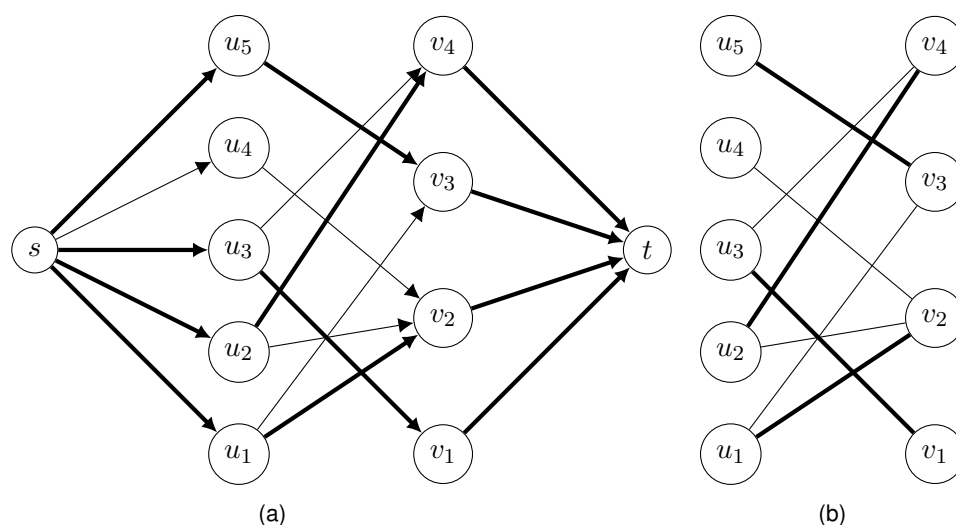 u₅
v₄
u₅
v₄
u₄
u₄
v₃
v₃
s
u₃
t
u₃
v₂
v₂
u₂
u₂
u₁
v₁
u₁
v₁
(a)
(b)